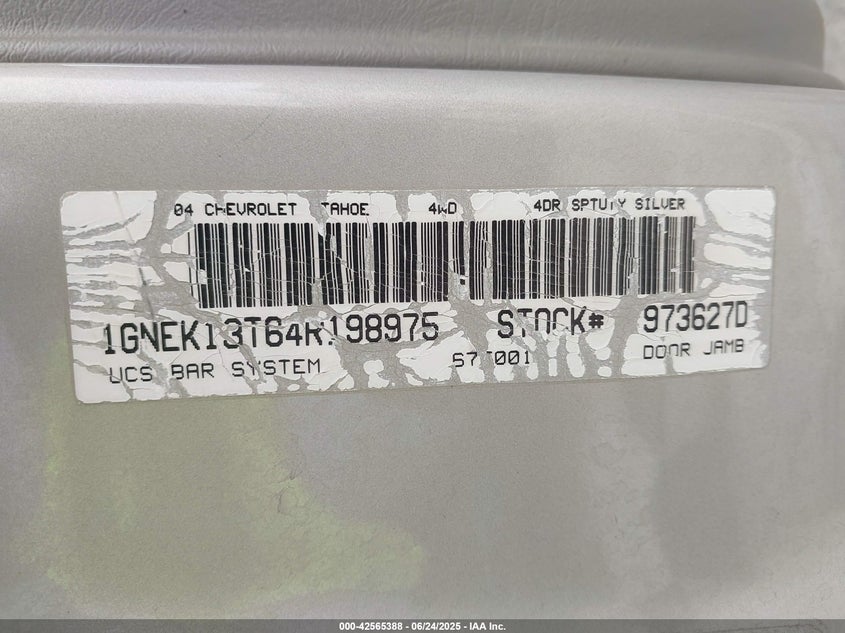 04 CHEVROLET TAHOE 4WD 4DR SPTUTY SILVER
1GNEK13T64R198975 STOCK# 973627D
UCS BAR SYSTEM DOOR JAMB
000-42565388 - 06/24/2025 - IAA Inc.